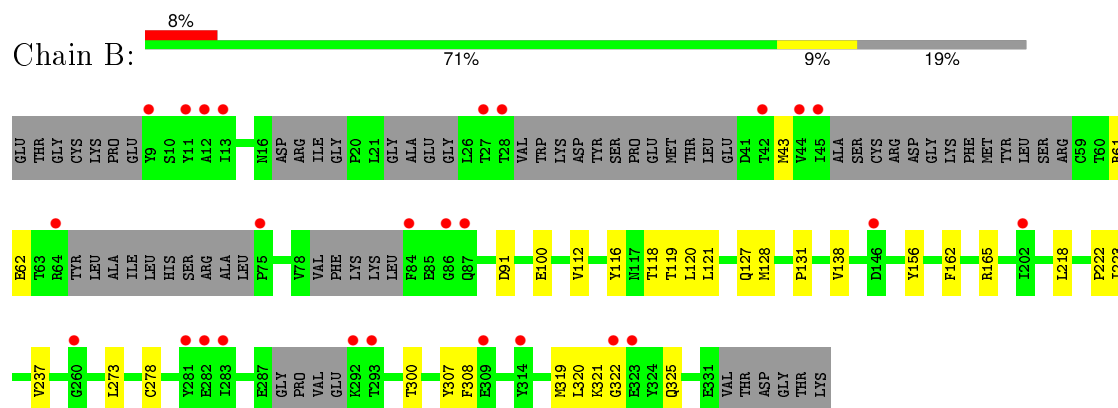 8%
Chain B:
71% 9% 19%
GLU THR GLY CYS LYS PRO GLU Y9 S10 Y11 A12 I13 N16 ASP ARG ILE GLY P20 L21 GLY ALA GLU GLY L26 T27 T28 VAL TRP LYS ASP TYR SER PRO GLU MET THR LEU GLU D41 T42 M43 V44 I45 ALA SER CYS ARG ASP GLY LYS PHE MET TYR LEU SER ARG C59 T60 R61
E62 T63 R64 TYR LEU ALA ILE LEU HIS SER ARG ALA LEU P75 V78 VAL PHE LYS LYS LEU F84 E85 G86 Q87 D91 E100 V112 Y116 N117 T118 T119 L120 L121 Q127 M128 P131 V138 D146 Y156 F162 R165 I202 L218 P222
V237 G260 L273 C278 Y281 E282 I283 E287 GLY PRO VAL GLU K292 T293 T300 Y307 F308 E309 Y314 M319 L320 K321 G322 E323 Y324 Q325 E331 VAL THR ASP GLY THR LYS